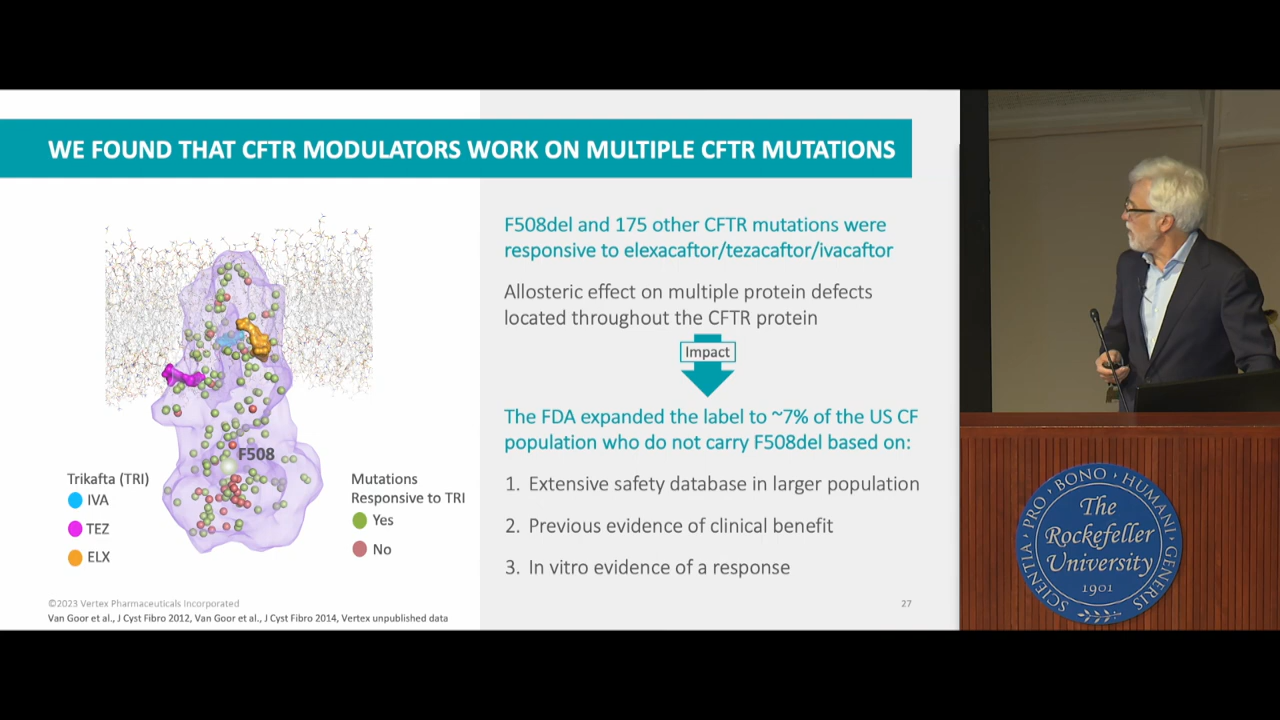 WE FOUND THAT CFTR MODULATORS WORK ON MULTIPLE CFTR MUTATIONS
F508
Trikafta (TRI)
IVA
TEZ
ELX
Mutations
Responsive to TRI
Yes
No
F508del and 175 other CFTR mutations were
responsive to elexacaftor/tezacaftor/ivacaftor
Allosteric effect on multiple protein defects
located throughout the CFTR protein
Impact
The FDA expanded the label to ~7% of the US CF
population who do not carry F508del based on:
1. Extensive safety database in larger population
2. Previous evidence of clinical benefit
3. In vitro evidence of a response
©2023 Vertex Pharmaceuticals Incorporated
27
Van Goor et al., J Cyst Fibro 2012, Van Goor et al., J Cyst Fibro 2014, Vertex unpublished data
SCIENTIA · PRO · BONO · HUMANI · GENERIS
The
Rockefeller
University
1901